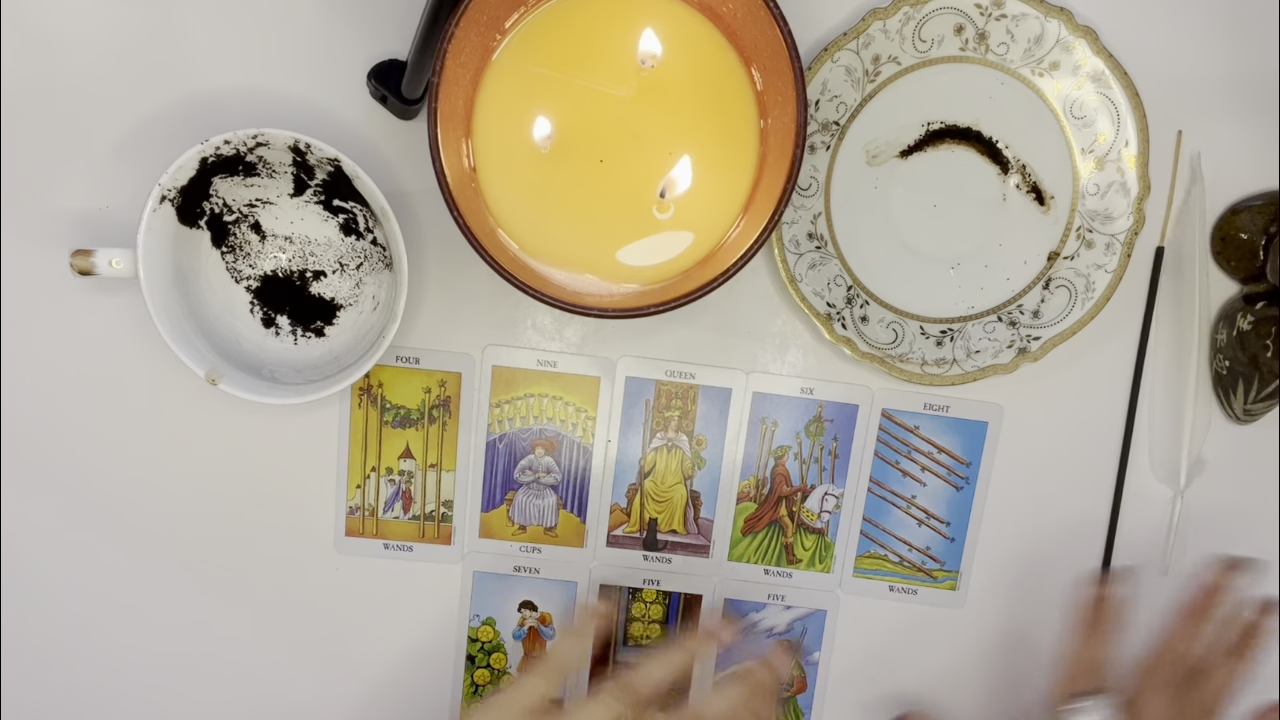 FOUR
WANDS
NINE
CUPS
QUEEN
WANDS
SIX
WANDS
EIGHT
WANDS
SEVEN
FIVE
FIVE